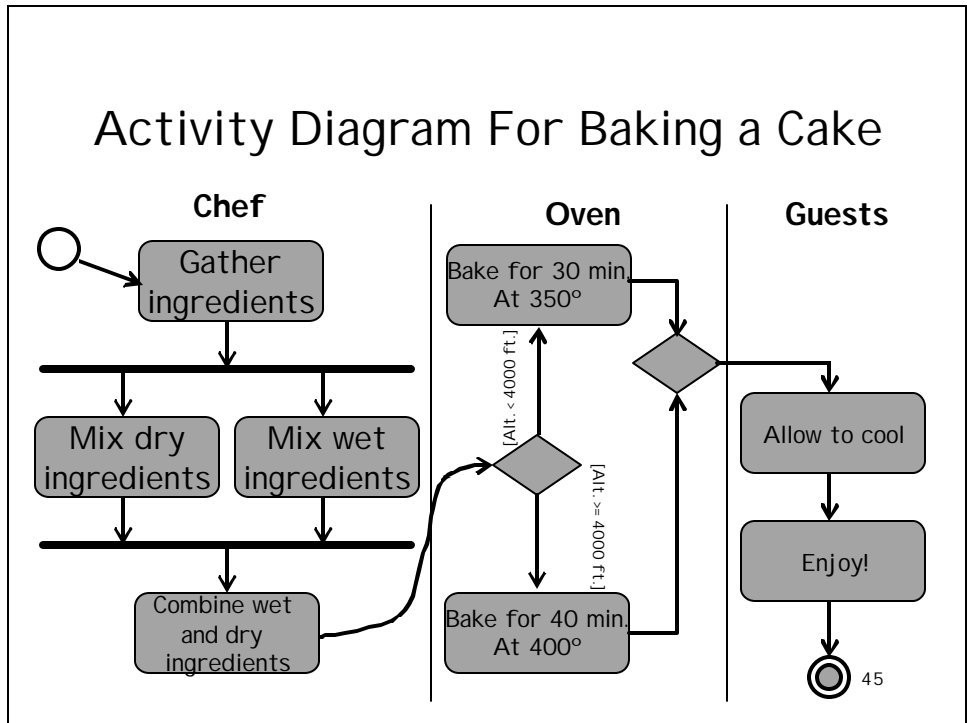 Activity Diagram For Baking a Cake
Chef
Gather
ingredients
Mix dry
ingredients
Mix wet
ingredients
Combine wet
and dry
ingredients
Oven
Bake for 30 min.
At 350º
[Alt. < 4000 ft.]
[Alt. >= 4000 ft.]
Bake for 40 min.
At 400º
Guests
Allow to cool
Enjoy!
45